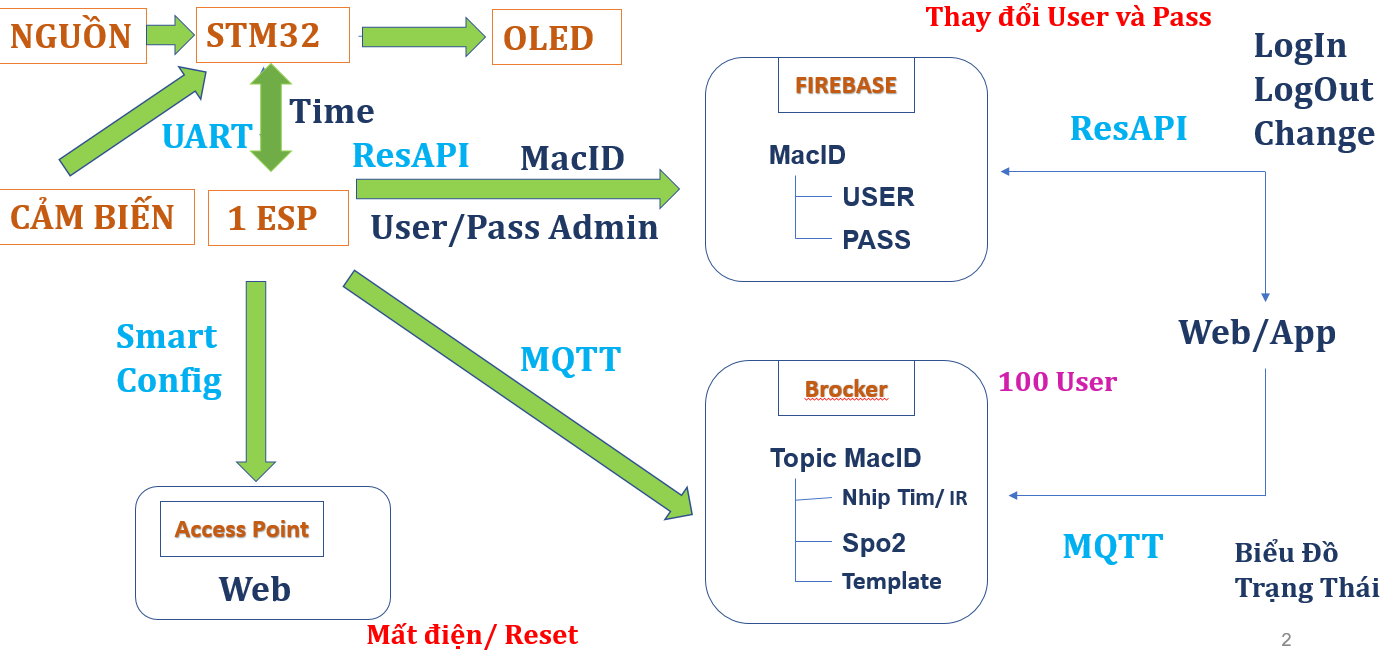 Thay đổi User và Pass
NGUỒN
STM32
OLED
LogIn
LogOut
Change
FIREBASE
Time
UART
ResAPI
MacID
ResAPI
MacID
USER
PASS
CẢM BIẾN
1 ESP
User/Pass Admin
Smart
Config
MQTT
Web/App
100 User
Brocker
Topic MacID
Nhip Tim/ IR
Spo2
Template
Access Point
Web
MQTT
Biểu Đồ
Trạng Thái
Mất điện/ Reset
2